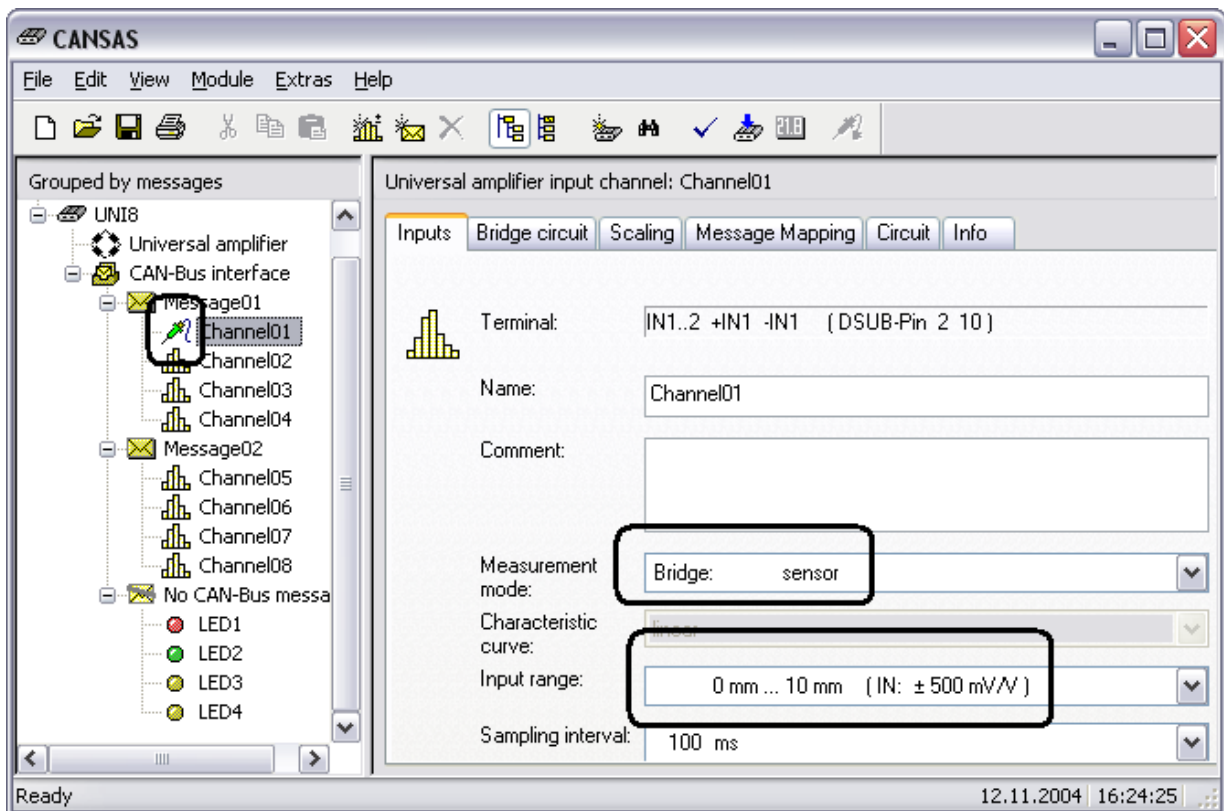 CANSAS
File Edit View Module Extras Help
Grouped by messages
UNI8
Universal amplifier
CAN-Bus interface
Message01
Channel01
Channel02
Channel03
Channel04
Message02
Channel05
Channel06
Channel07
Channel08
No CAN-Bus messa
LED1
LED2
LED3
LED4
Universal amplifier input channel: Channel01
Inputs Bridge circuit Scaling Message Mapping Circuit Info
Terminal: IN1..2 +IN1 -IN1 ( DSUB-Pin 2 10 )
Name: Channel01
Comment:
Measurement mode: Bridge: sensor
Characteristic curve: linear
Input range: 0 mm ... 10 mm ( IN: ± 500 mV/V )
Sampling interval: 100 ms
Ready 12.11.2004 16:24:25